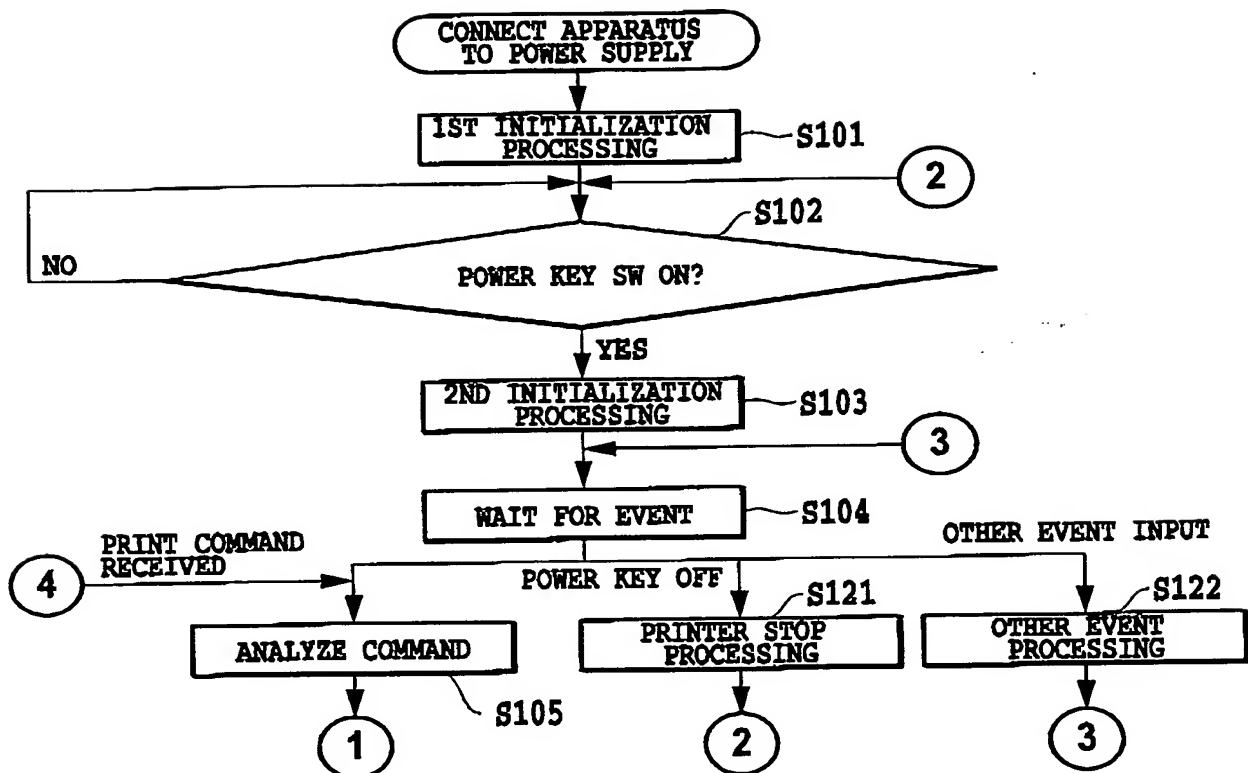 CONNECT APPARATUS
TO POWER SUPPLY
1ST INITIALIZATION
PROCESSING
S101
2
S102
NO
POWER KEY SW ON?
YES
2ND INITIALIZATION
PROCESSING
S103
3
WAIT FOR EVENT
S104
PRINT COMMAND
RECEIVED
OTHER EVENT INPUT
4
POWER KEY OFF
S121
S122
ANALYZE COMMAND
PRINTER STOP
PROCESSING
OTHER EVENT
PROCESSING
S105
1
2
3